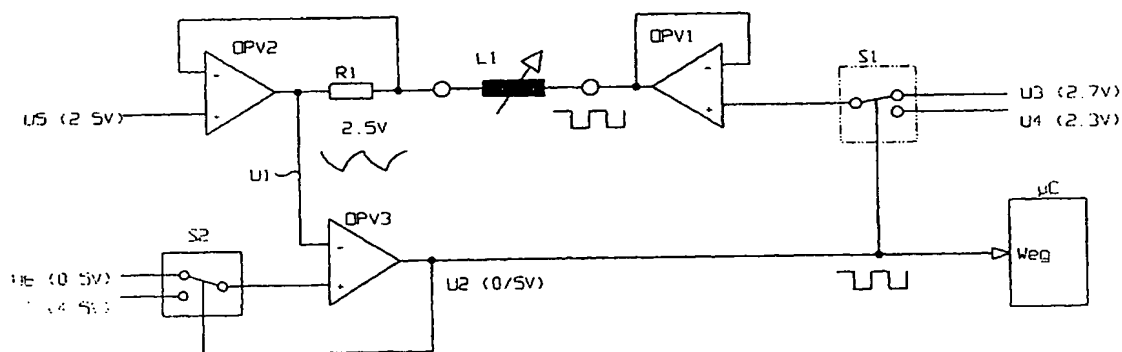 OPV2
R1
L1
OPV1
S1
U3 (2.7V)
U4 (2.3V)
U5 (2.5V)
2.5V
U1
µC
OPV3
S2
Weg
(0.5V)
U2 (0/5V)